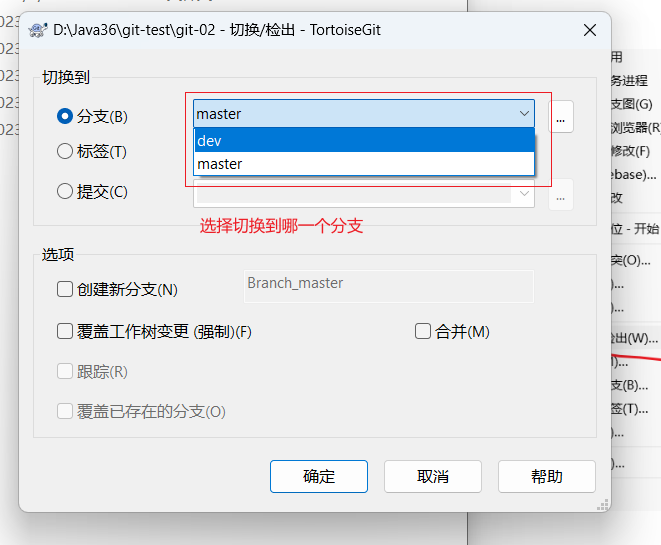 023
D:\Java36\git-test\git-02 - 切换/检出 - TortoiseGit
023
023
023
023
切换到
分支(B)
master
...
dev
master
标签(T)
提交(C)
...
选择切换到哪一个分支
选项
创建新分支(N)
Branch_master
覆盖工作树变更 (强制)(F)
合并(M)
跟踪(R)
覆盖已存在的分支(O)
确定
取消
帮助
用
务进程
支图(G)
浏览器(R)
修改(F)
ebase)...
改
位 - 开始
突(O)...
)...
)...
检出(W)...
)...
支(B)...
签(T)...
)...
)...